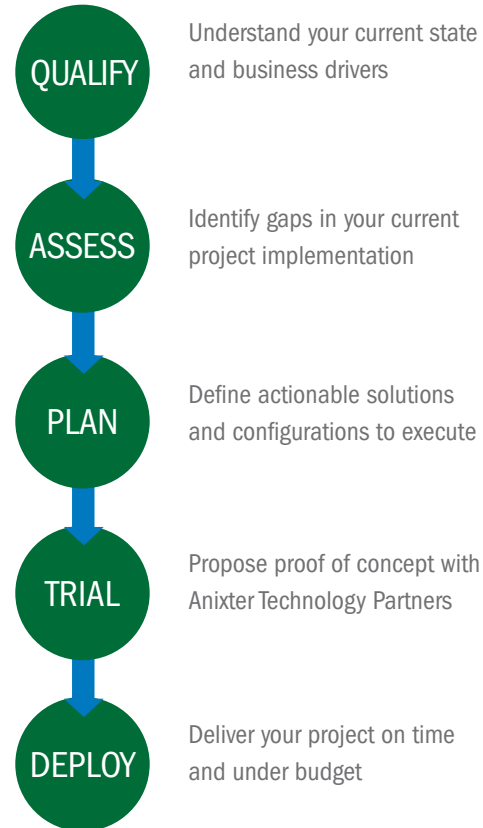 QUALIFY
Understand your current state
and business drivers
ASSESS
Identify gaps in your current
project implementation
PLAN
Define actionable solutions
and configurations to execute
TRIAL
Propose proof of concept with
Anixter Technology Partners
DEPLOY
Deliver your project on time
and under budget